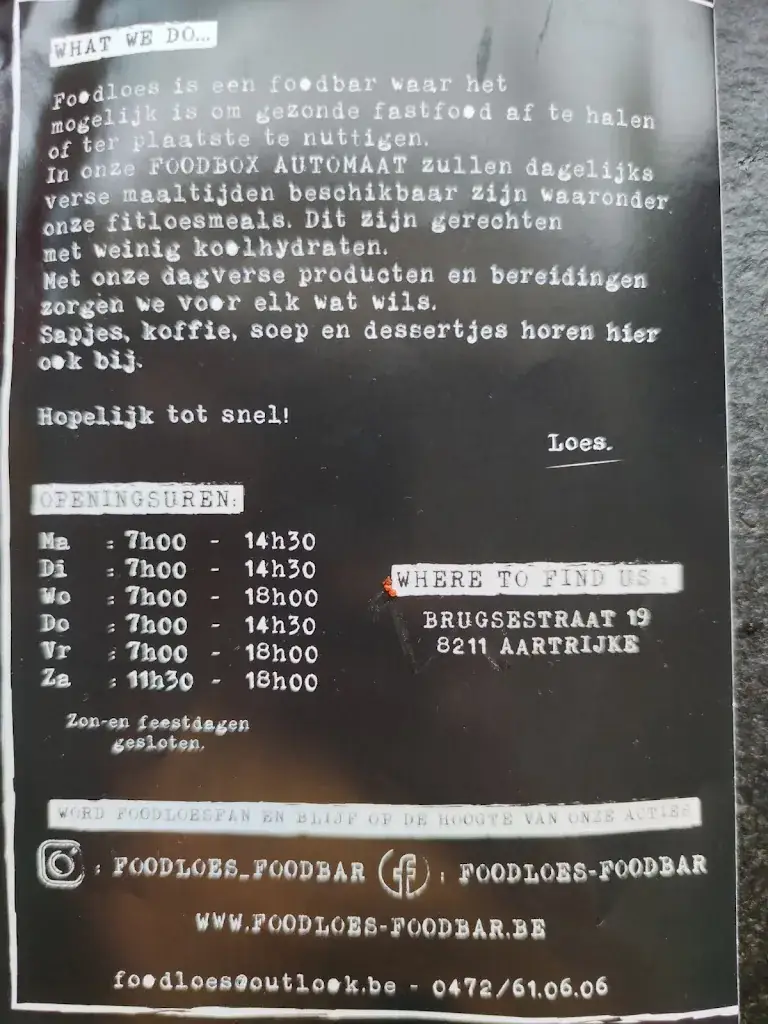 WHAT WE DO...
Foodloes is een foodbar waar het
mogelijk is om gezonde fastfood af te halen
of ter plaatste te nuttigen.
In onze FOODBOX AUTOMAAT zullen dagelijks
verse maaltijden beschikbaar zijn waaronder
onze fitloesmeals. Dit zijn gerechten
met weinig koolhydraten.
Met onze dagverse producten en bereidingen
zorgen we voor elk wat wils.
Sapjes, koffie, soep en dessertjes horen hier
ook bij.
Hopelijk tot snel!
Loes.
OPENINGSUREN:
Ma : 7h00 - 14h30
Di : 7h00 - 14h30
Wo : 7h00 - 18h00
Do : 7h00 - 14h30
Vr : 7h00 - 18h00
Za : 11h30 - 18h00
Zon-en feestdagen
gesloten.
WHERE TO FIND US :
BRUGSESTRAAT 19
8211 AARTRIJKE
WORD FOODLOESFAN EN BLIJF OP DE HOOGTE VAN ONZE ACTIES
: FOODLOES_FOODBAR f : FOODLOES-FOODBAR
WWW.FOODLOES-FOODBAR.BE
foodloes@outlook.be - 0472/61.06.06